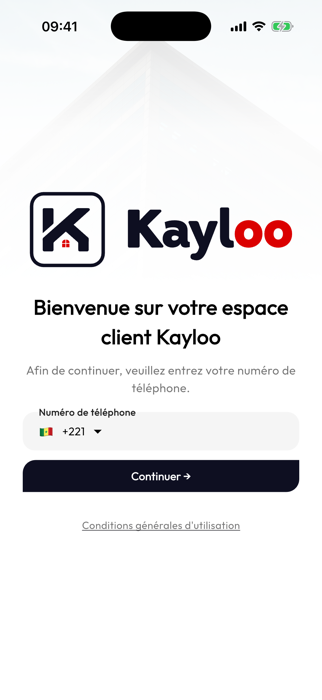 09:41
Kayloo
Bienvenue sur votre espace
client Kayloo
Afin de continuer, veuillez entrez votre numéro de
téléphone.
Numéro de téléphone
+221
Continuer →
Conditions générales d'utilisation